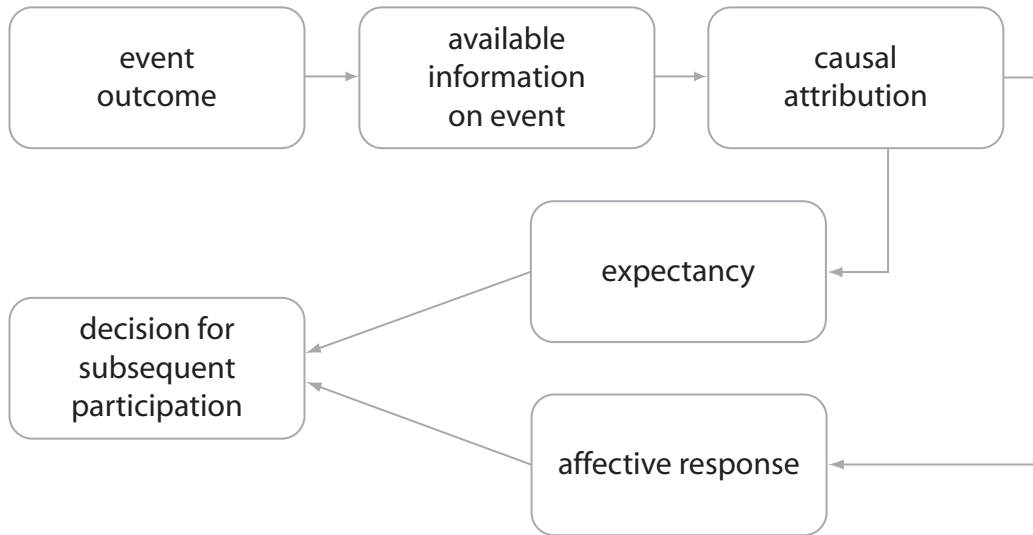 event
outcome
available
information
on event
causal
attribution
expectancy
decision for
subsequent
participation
affective response